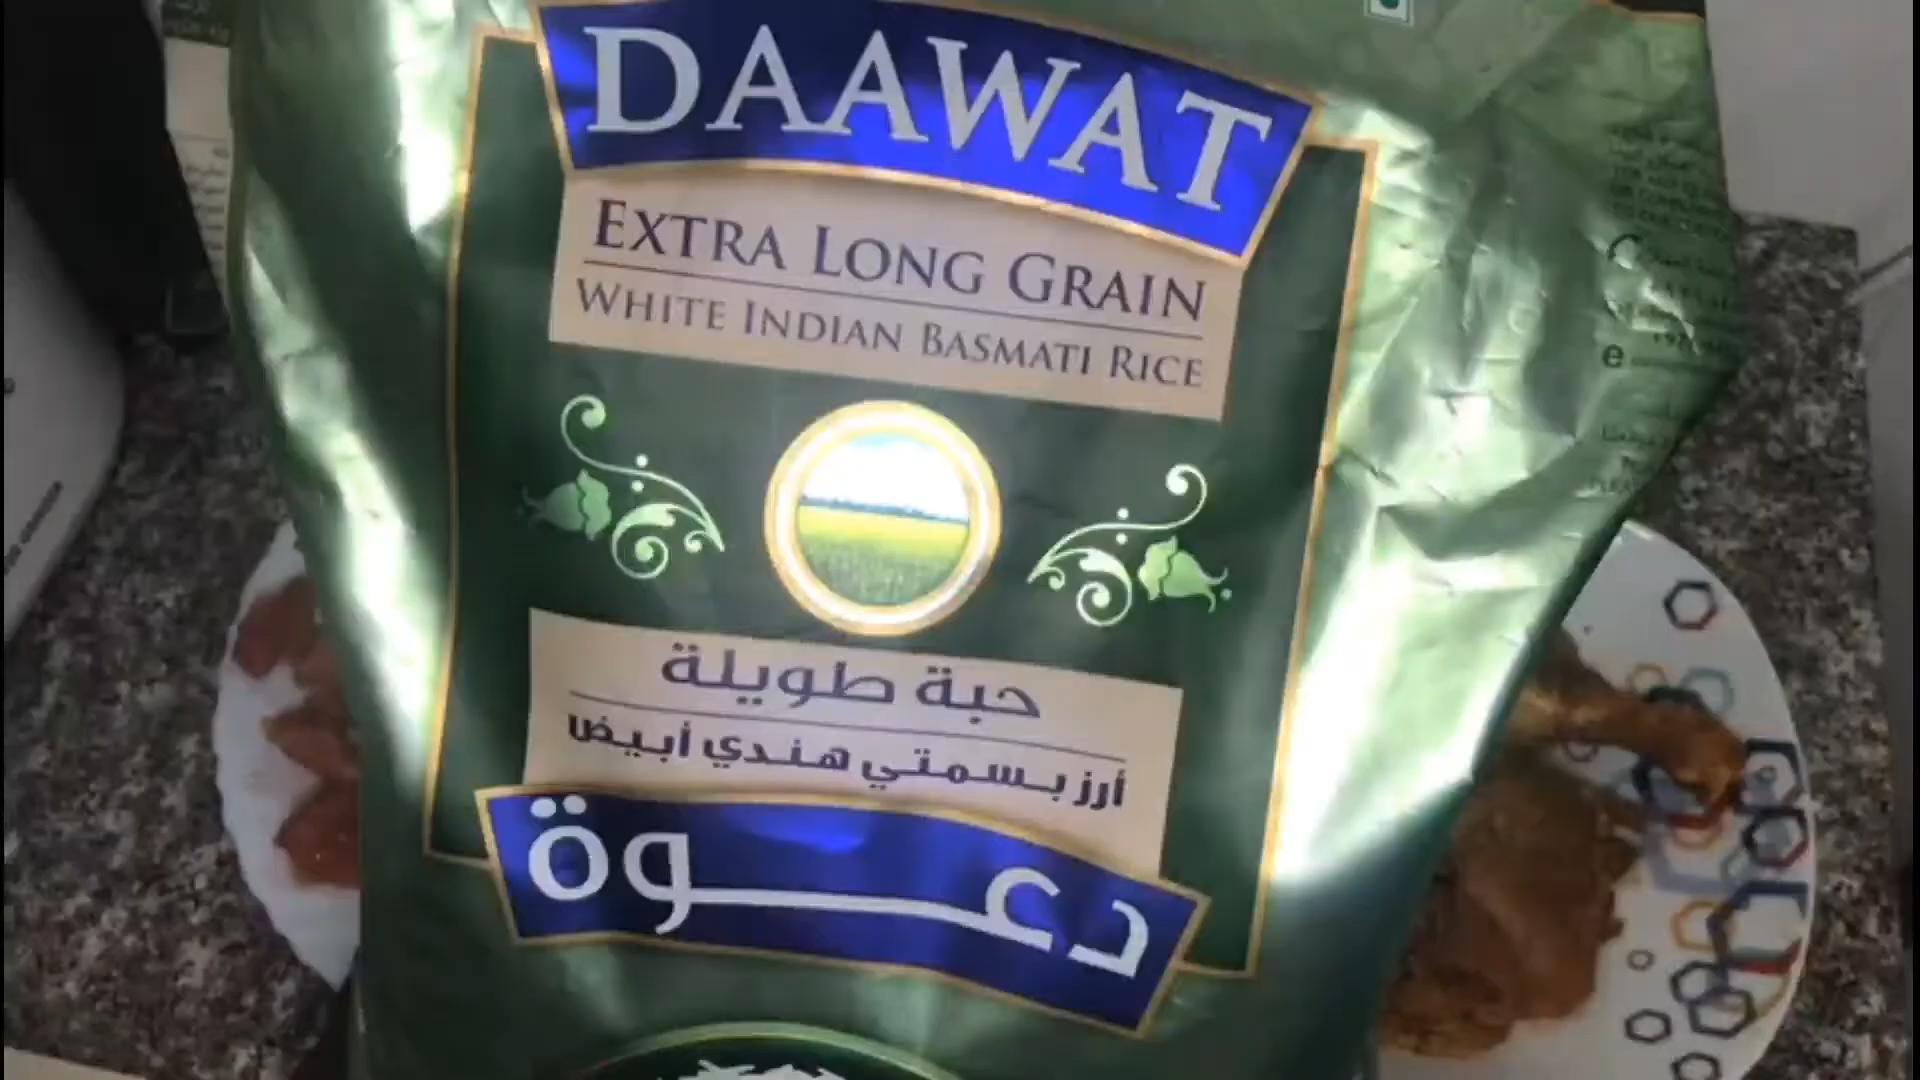 DAAWAT
EXTRA LONG GRAIN
WHITE INDIAN BASMATI RICE
حبة طويلة
أرز بسمتي هندي أبيض
دعوة